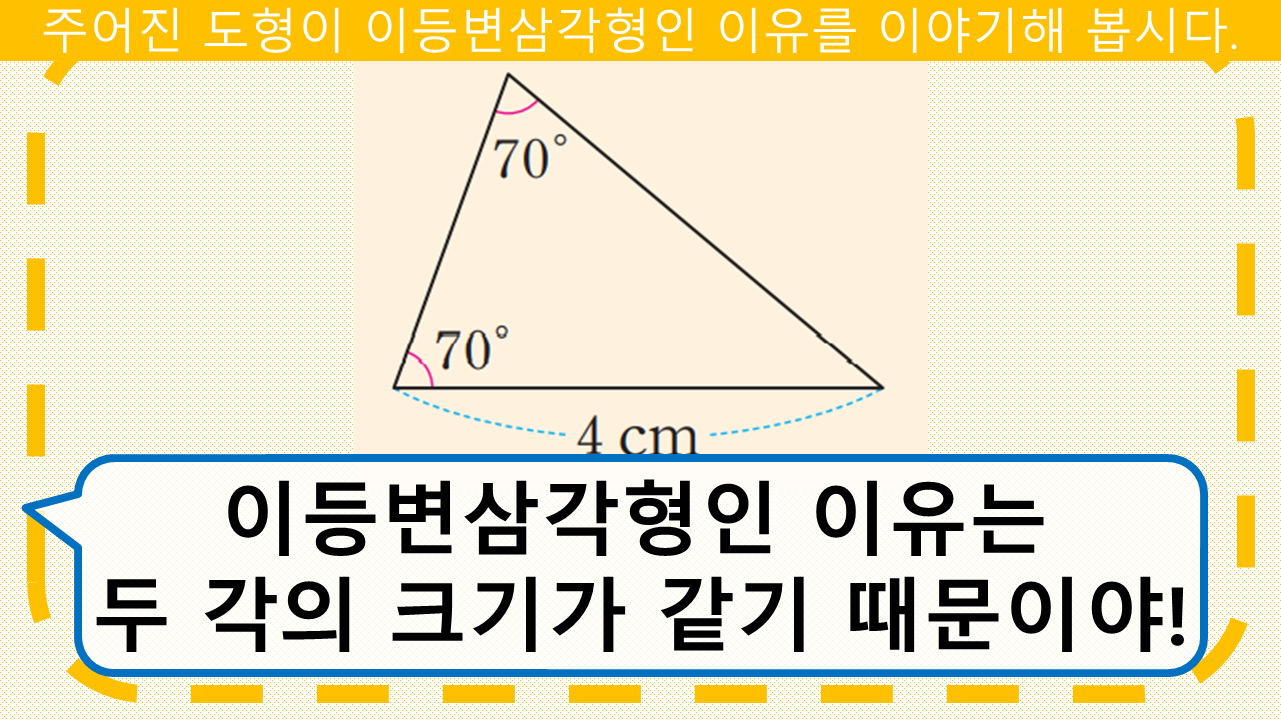 주어진 도형이 이등변삼각형인 이유를 이야기해 봅시다.
70°
70°
4 cm
이등변삼각형인 이유는
두 각의 크기가 같기 때문이야!